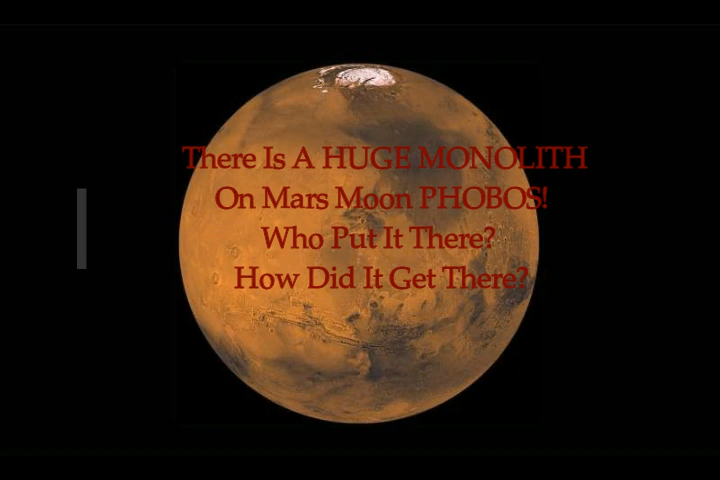 There Is A HUGE MONOLITH
On Mars Moon PHOBOS!
Who Put It There?
How Did It Get There?